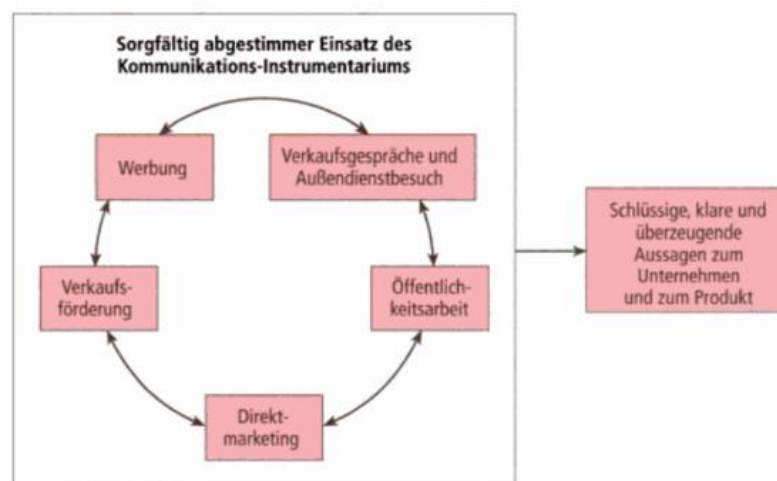 Sorgfältig abgestimmer Einsatz des
Kommunikations-Instrumentariums
Werbung
Verkaufsgespräche und
Außendienstbesuch
Verkaufs-
förderung
Öffentlich-
keitsarbeit
Direkt-
marketing
Schlüssige, klare und
überzeugende
Aussagen zum
Unternehmen
und zum Produkt